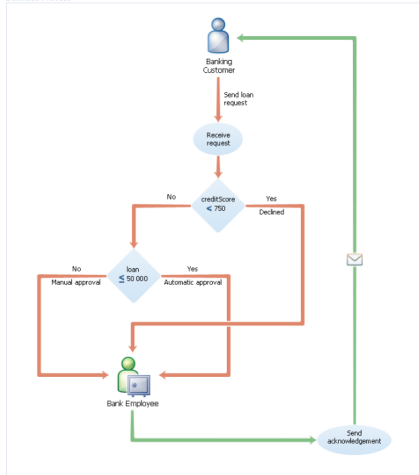 Banking
Customer
Send loan
request
Receive
request
No
creditScore
≤ 750
Yes
Declined
No
Manual approval
loan
≤ 50 000
Yes
Automatic approval
Bank Employee
Send
acknowledgement